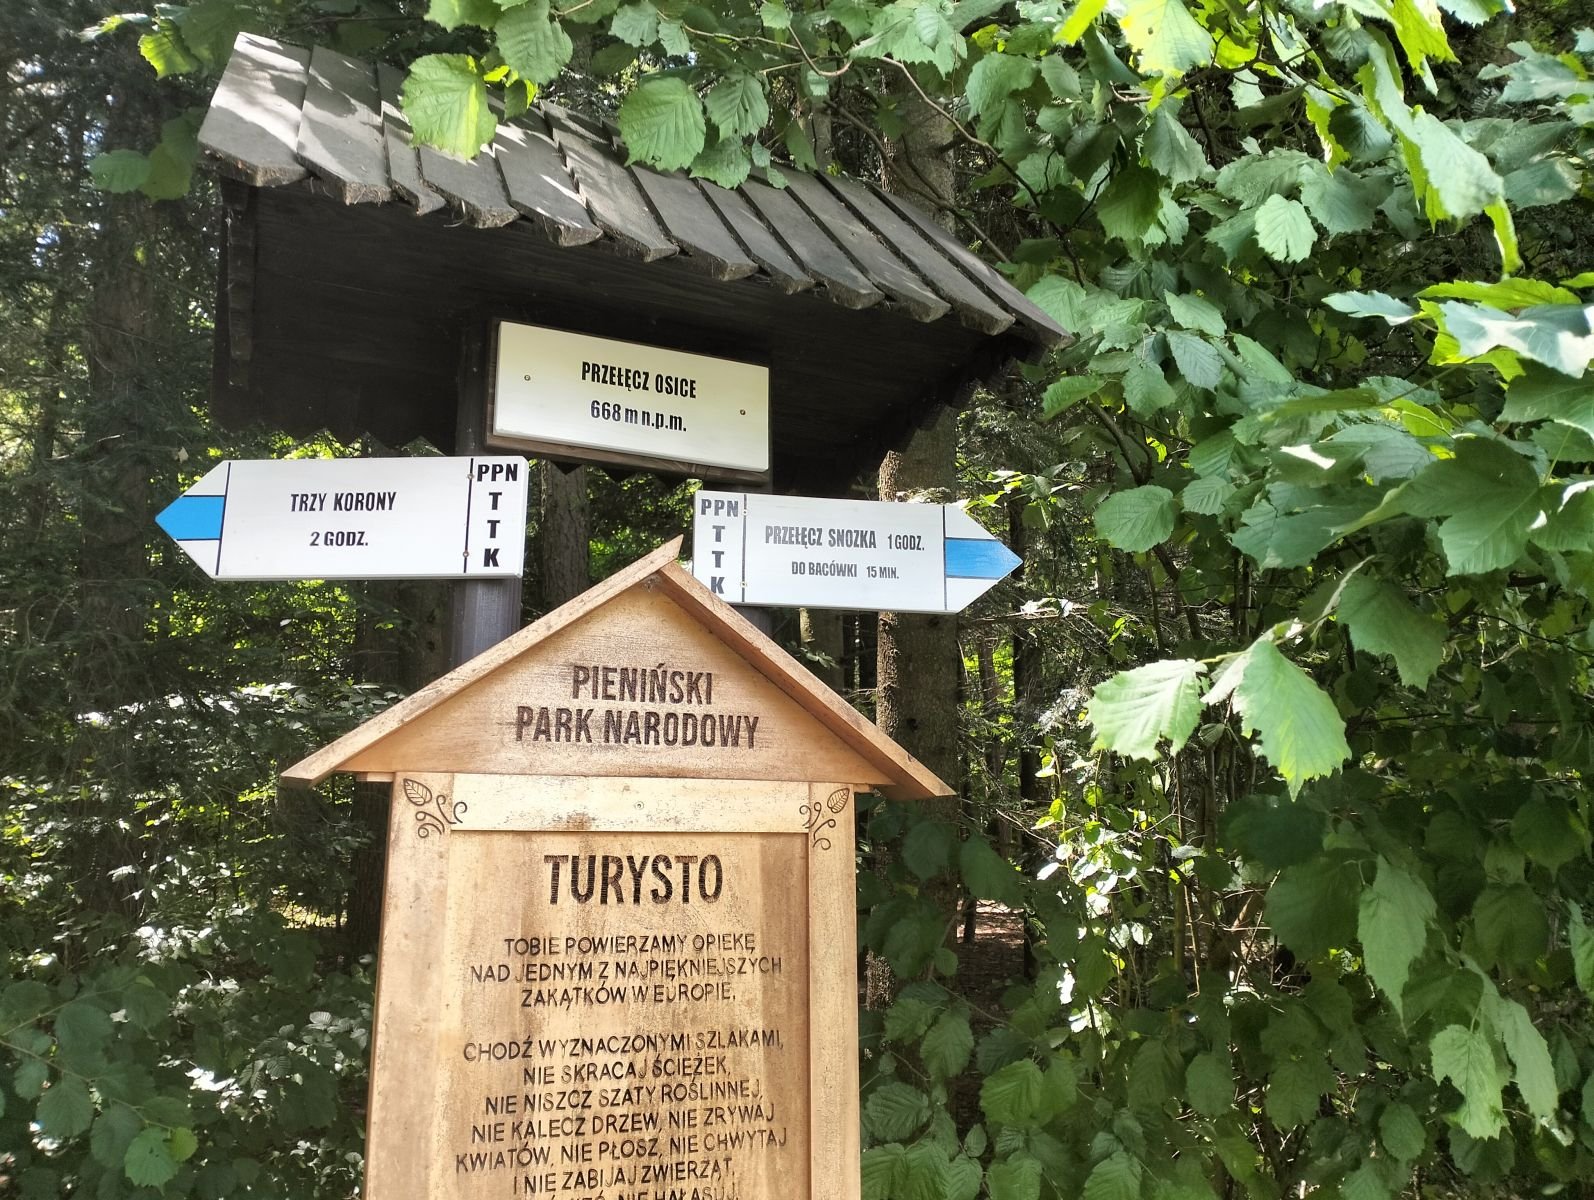 PRZEŁĘCZ OSICE
668 m n.p.m.
TRZY KORONY
2 GODZ.
PPN
T
T
K
PPN
T
T
K
PRZEŁĘCZ SNOZKA 1 GODZ.
DO BACÓWKI 15 MIN.
PIENIŃSKI
PARK NARODOWY
TURYSTO
TOBIE POWIERZAMY OPIEKĘ
NAD JEDNYM Z NAJPIĘKNIEJSZYCH
ZAKĄTKÓW W EUROPIE.
CHODŹ WYZNACZONYMI SZLAKAMI,
NIE SKRACAJ ŚCIEŻEK,
NIE NISZCZ SZATY ROŚLINNEJ,
NIE KALECZ DRZEW, NIE ZRYWAJ
KWIATÓW, NIE PŁOSZ, NIE CHWYTAJ
I NIE ZABIJAJ ZWIERZĄT,
NIE HAŁASUJ,